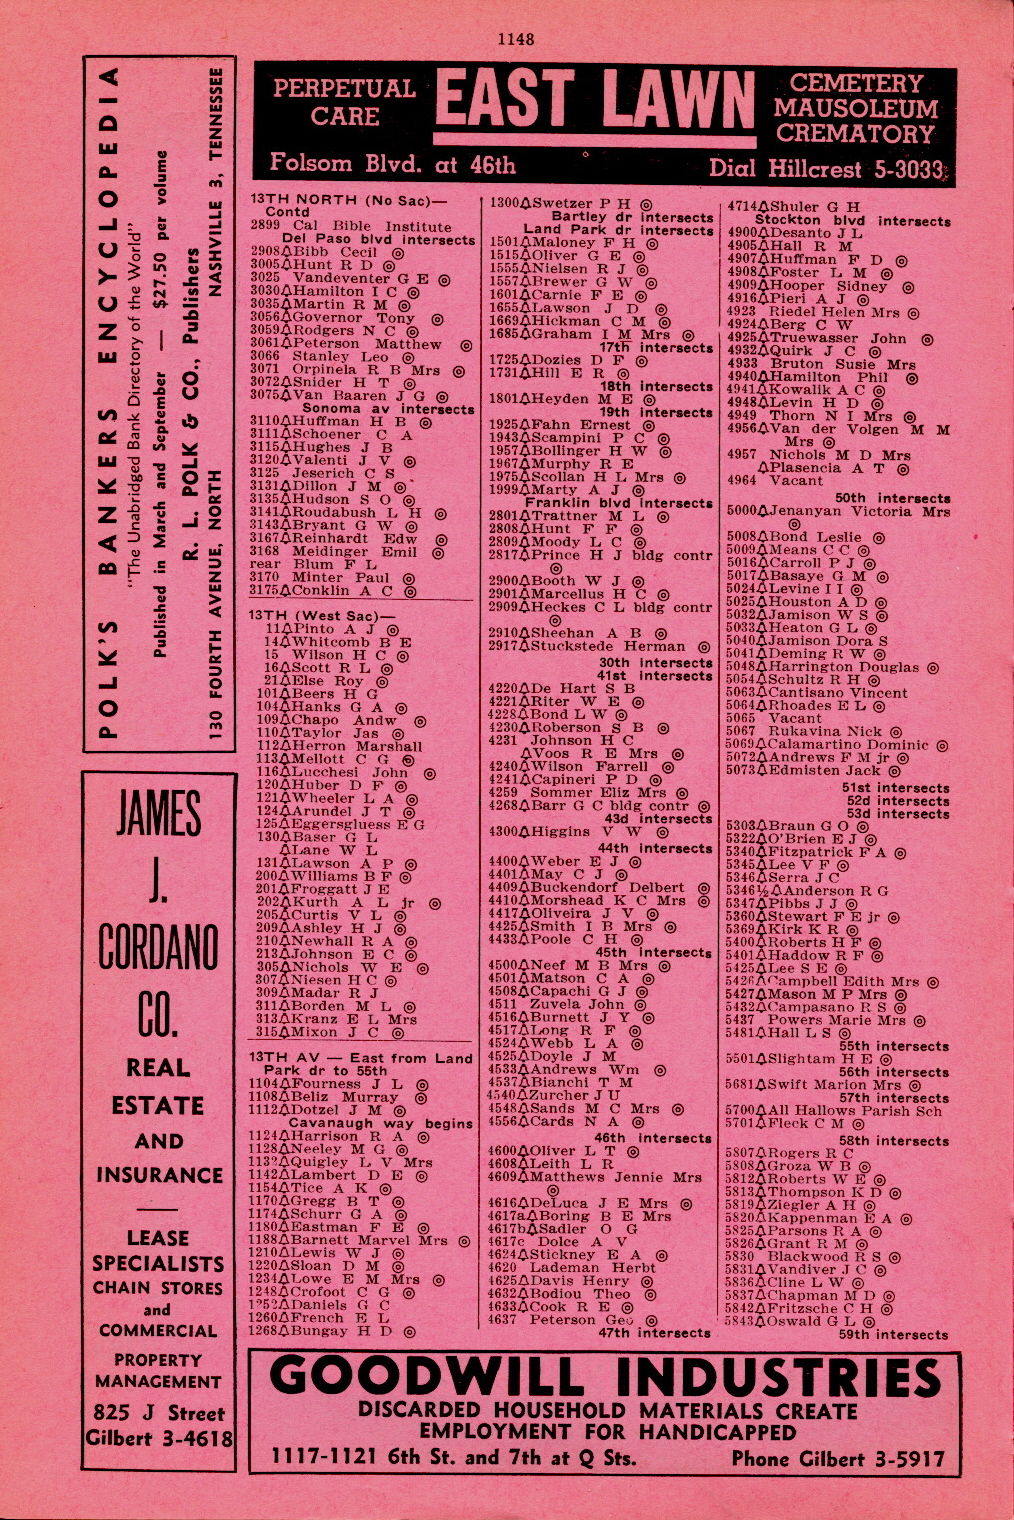 1148
POLK'S BANKERS ENCYCLOPEDIA
"The Unabridged Bank Directory of the World"
Published in March and September — $27.50 per volume
R. L. POLK & CO., Publishers
130 FOURTH AVENUE, NORTH NASHVILLE 3, TENNESSEE
JAMES
J.
CORDANO
CO.
REAL
ESTATE
AND
INSURANCE
LEASE
SPECIALISTS
CHAIN STORES
and
COMMERCIAL
PROPERTY
MANAGEMENT
825 J Street
Gilbert 3-4618
PERPETUAL
CARE
EAST LAWN
CEMETERY
MAUSOLEUM
CREMATORY
Folsom Blvd. at 46th
Dial Hillcrest 5-3033
13TH NORTH (No Sac)—
Contd
2899 Cal Bible Institute
Del Paso blvd intersects
2908△Bibb Cecil ◎
3005△Hunt R D ◎
3025 Vandeventer G E ◎
3030△Hamilton I C ◎
3035△Martin R M ◎
3056△Governor Tony ◎
3059△Rodgers N C ◎
3061△Peterson Matthew ◎
3066 Stanley Leo ◎
3071 Orpinela R B Mrs ◎
3072△Snider H T ◎
3075△Van Baaren J G ◎
Sonoma av intersects
3110△Huffman H B ◎
3111△Schoener C A
3115△Hughes J B
3120△Valenti J V ◎
3125 Jeserich C S
3131△Dillon J M ◎
3135△Hudson S O ◎
3141△Roudabush L H ◎
3143△Bryant G W ◎
3167△Reinhardt Edw ◎
3168 Meidinger Emil ◎
rear Blum F L
3170 Minter Paul ◎
3175△Conklin A C ◎
13TH (West Sac)—
11△Pinto A J ◎
14△Whitcomb B E
15 Wilson H C ◎
16△Scott R L ◎
21△Else Roy ◎
101△Beers H G
104△Hanks G A ◎
109△Chapo Andw ◎
110△Taylor Jas ◎
112△Herron Marshall
113△Mellott C G ◎
116△Lucchesi John ◎
120△Huber D F ◎
121△Wheeler L A ◎
124△Arundel J T ◎
125△Eggersgluess E G
130△Baser G L
△Lane W L
131△Lawson A P ◎
200△Williams B F ◎
201△Froggatt J E
202△Kurth A L jr ◎
205△Curtis V L ◎
209△Ashley H J ◎
210△Newhall R A ◎
213△Johnson E C ◎
305△Nichols W E ◎
307△Niesen H C ◎
309△Madar R J
311△Borden M L ◎
313△Kranz E L Mrs
315△Mixon J C ◎
13TH AV — East from Land
Park dr to 55th
1104△Fourness J L ◎
1108△Beliz Murray ◎
1112△Dotzel J M ◎
Cavanaugh way begins
1124△Harrison R A ◎
1128△Neeley M G ◎
1132△Quigley L V Mrs
1142△Lambert D E ◎
1154△Tice A K ◎
1170△Gregg B T ◎
1174△Schurr G A ◎
1180△Eastman F E ◎
1188△Barnett Marvel Mrs ◎
1210△Lewis W J ◎
1220△Sloan D M ◎
1234△Lowe E M Mrs ◎
1248△Crofoot C G ◎
1252△Daniels G C
1260△French E L
1268△Bungay H D ◎
1300△Swetzer P H ◎
Bartley dr intersects
Land Park dr intersects
1501△Maloney F H ◎
1515△Oliver G E ◎
1555△Nielsen R J ◎
1557△Brewer G W ◎
1601△Carnie F E ◎
1655△Lawson J D ◎
1669△Hickman C M ◎
1685△Graham I M Mrs ◎
17th intersects
1725△Dozies D F ◎
1731△Hill E R ◎
18th intersects
1801△Heyden M E ◎
19th intersects
1925△Fahn Ernest ◎
1943△Scampini P C ◎
1957△Bollinger H W ◎
1967△Murphy R E
1975△Scollan H L Mrs ◎
1999△Marty A J ◎
Franklin blvd intersects
2801△Trattner M L ◎
2808△Hunt F F ◎
2809△Moody L C ◎
2817△Prince H J bldg contr
◎
2900△Booth W J ◎
2901△Marcellus H C ◎
2909△Heckes C L bldg contr
◎
2910△Sheehan A B ◎
2917△Stuckstede Herman ◎
30th intersects
41st intersects
4220△De Hart S B
4221△Riter W E ◎
4228△Bond L W ◎
4230△Roberson S B ◎
4231 Johnson H C
△Voos R E Mrs ◎
4240△Wilson Farrell ◎
4241△Capineri P D ◎
4259 Sommer Eliz Mrs ◎
4268△Barr G C bldg contr ◎
43d intersects
4300△Higgins V W ◎
44th intersects
4400△Weber E J ◎
4401△May C J ◎
4409△Buckendorf Delbert ◎
4410△Morshead K C Mrs ◎
4417△Oliveira J V ◎
4425△Smith I B Mrs ◎
4433△Poole C H ◎
45th intersects
4500△Neef M B Mrs ◎
4501△Matson C A ◎
4508△Capachi G J ◎
4511 Zuvela John ◎
4516△Burnett J Y ◎
4517△Long R F ◎
4524△Webb L A ◎
4525△Doyle J M
4533△Andrews Wm ◎
4537△Bianchi T M
4540△Zurcher J U
4548△Sands M C Mrs ◎
4556△Cards N A ◎
46th intersects
4600△Oliver L T ◎
4608△Leith L R
4609△Matthews Jennie Mrs
◎
4616△DeLuca J E Mrs ◎
4617a△Boring B E Mrs
4617b△Sadler O G
4617c Dolce A V
4624△Stickney E A ◎
4620 Lademan Herbt
4625△Davis Henry ◎
4632△Bodiou Theo ◎
4633△Cook R E ◎
4637 Peterson Geo ◎
47th intersects
4714△Shuler G H
Stockton blvd intersects
4900△Desanto J L
4905△Hall R M
4907△Huffman F D ◎
4908△Foster L M ◎
4909△Hooper Sidney ◎
4916△Pieri A J ◎
4923 Riedel Helen Mrs ◎
4924△Berg C W
4925△Truewasser John ◎
4932△Quirk J C ◎
4933 Bruton Susie Mrs
4940△Hamilton Phil ◎
4941△Kowalik A C ◎
4948△Levin H D ◎
4949 Thorn N I Mrs ◎
4956△Van der Volgen M M
Mrs ◎
4957 Nichols M D Mrs
△Plasencia A T ◎
4964 Vacant
50th intersects
5000△Jenanyan Victoria Mrs
◎
5008△Bond Leslie ◎
5009△Means C C ◎
5016△Carroll P J ◎
5017△Basaye G M ◎
5024△Levine I I ◎
5025△Houston A D ◎
5032△Jamison W S ◎
5033△Heaton G L ◎
5040△Jamison Dora S
5041△Deming R W ◎
5048△Harrington Douglas ◎
5054△Schultz R H ◎
5063△Cantisano Vincent
5064△Rhoades E L ◎
5065 Vacant
5067 Rukavina Nick ◎
5069△Calamartino Dominic ◎
5072△Andrews F M jr ◎
5073△Edmisten Jack ◎
51st intersects
52d intersects
53d intersects
5303△Braun G O ◎
5322△O'Brien E J ◎
5340△Fitzpatrick F A ◎
5345△Lee V F ◎
5346△Serra J C
5346½△Anderson R G
5347△Pibbs J J ◎
5360△Stewart F E jr ◎
5369△Kirk K R ◎
5400△Roberts H F ◎
5401△Haddow R F ◎
5425△Lee S E ◎
5426△Campbell Edith Mrs ◎
5427△Mason M P Mrs ◎
5432△Campasano R S ◎
5437 Powers Marie Mrs ◎
5481△Hall L S ◎
55th intersects
5501△Slightam H E ◎
56th intersects
5681△Swift Marion Mrs ◎
57th intersects
5700△All Hallows Parish Sch
5701△Fleck C M ◎
58th intersects
5807△Rogers R C
5808△Groza W B ◎
5812△Roberts W E ◎
5813△Thompson K D ◎
5819△Ziegler A H ◎
5820△Kappenman E A ◎
5825△Parsons R A ◎
5826△Grant R M ◎
5830 Blackwood R S ◎
5831△Vandiver J C ◎
5836△Cline L W ◎
5837△Chapman M D ◎
5842△Fritzsche C H ◎
5843△Oswald G L ◎
59th intersects
GOODWILL INDUSTRIES
DISCARDED HOUSEHOLD MATERIALS CREATE
EMPLOYMENT FOR HANDICAPPED
1117-1121 6th St. and 7th at Q Sts.
Phone Gilbert 3-5917